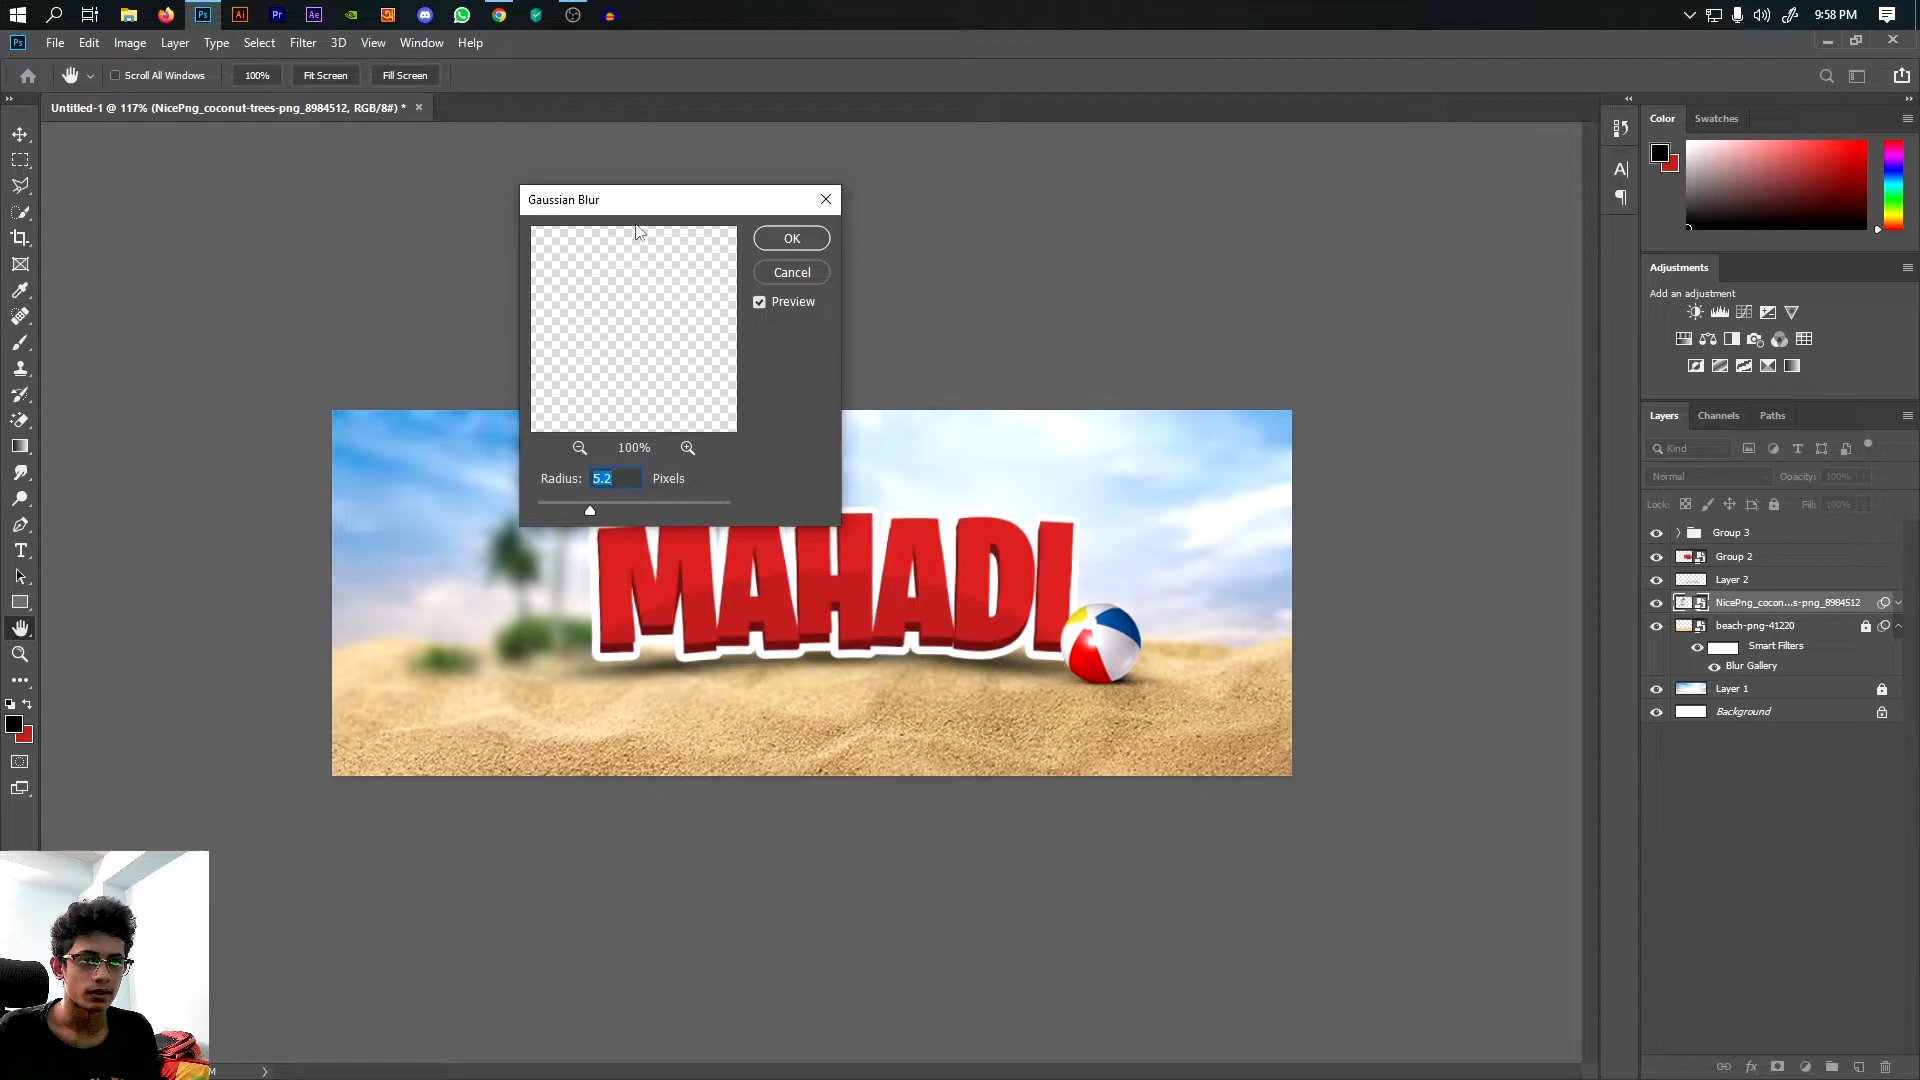 9:58 PM
Ps File Edit Image Layer Type Select Filter 3D View Window Help
Scroll All Windows 100% Fit Screen Fill Screen
Untitled-1 @ 117% (NicePng_coconut-trees-png_8984512, RGB/8#) *
Color Swatches
Gaussian Blur
OK
Cancel
Preview
100%
Radius: 5.2 Pixels
MAHADI
Adjustments
Add an adjustment
Layers Channels Paths
Kind
Normal Opacity: 100%
Lock: Fill: 100%
Group 3
Group 2
Layer 2
NicePng_cocon...s-png_8984512
beach-png-41220
Smart Filters
Blur Gallery
Layer 1
Background